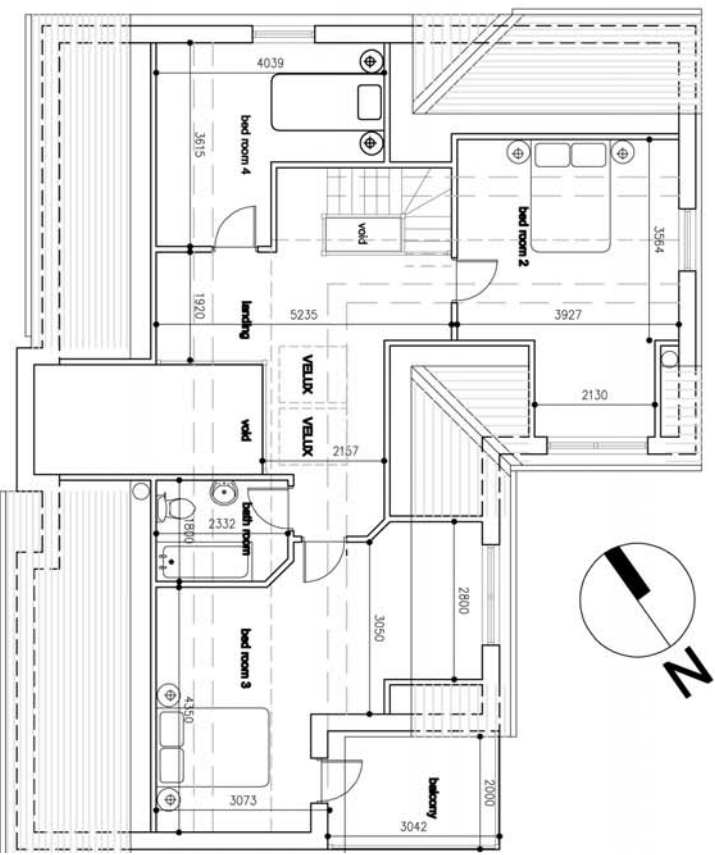 4039
bed room 4
3615
void
bed room 2
3564
landing
1920
5235
3927
VELUX
VELUX
2130
void
2157
bath room
2332
1800
3050
2800
N
bed room 3
4350
3073
balcony
2000
3042